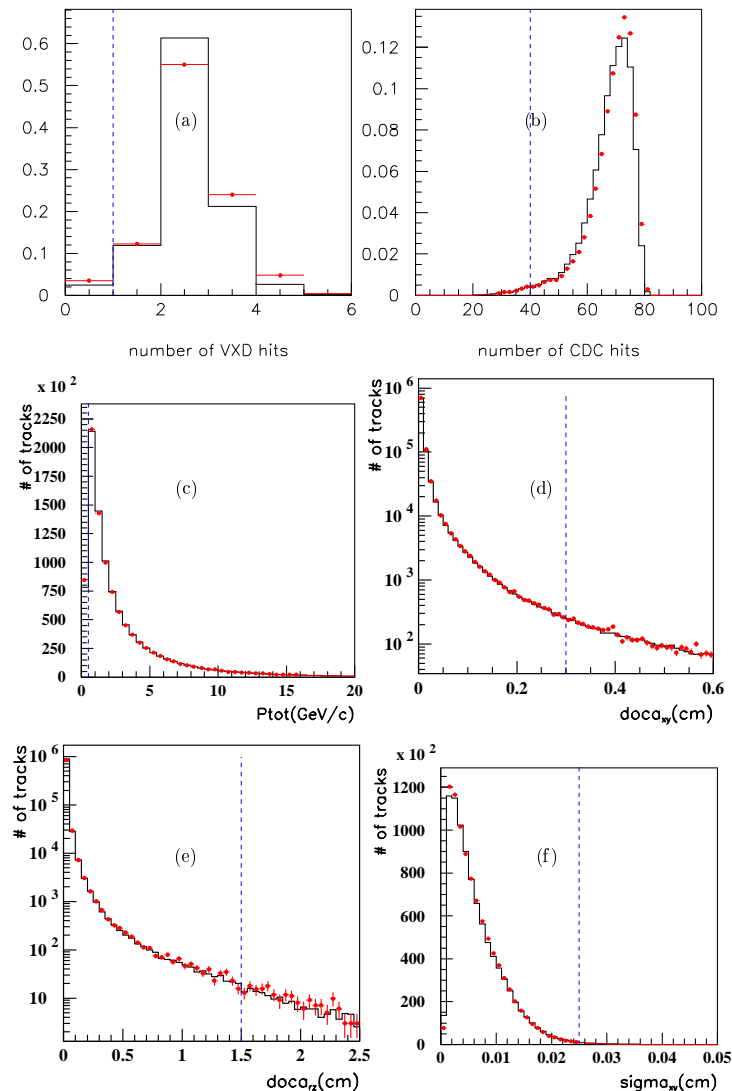 0.6
0.5
0.4
0.3
0.2
0.1
0
0 2 4 6
(a)
number of VXD hits
0.12
0.1
0.08
0.06
0.04
0.02
0
0 20 40 60 80 100
(b)
number of CDC hits
x 10 2
# of tracks
2250
2000
1750
1500
1250
1000
750
500
250
0
0 5 10 15 20
(c)
Ptot(GeV/c)
# of tracks
10 6
10 5
10 4
10 3
10 2
0 0.2 0.4 0.6
(d)
docaxy(cm)
# of tracks
10 6
10 5
10 4
10 3
10 2
10
0 0.5 1 1.5 2 2.5
(e)
docarz(cm)
x 10 2
# of tracks
1200
1000
800
600
400
200
0
0 0.01 0.02 0.03 0.04 0.05
(f)
sigmaxy(cm)